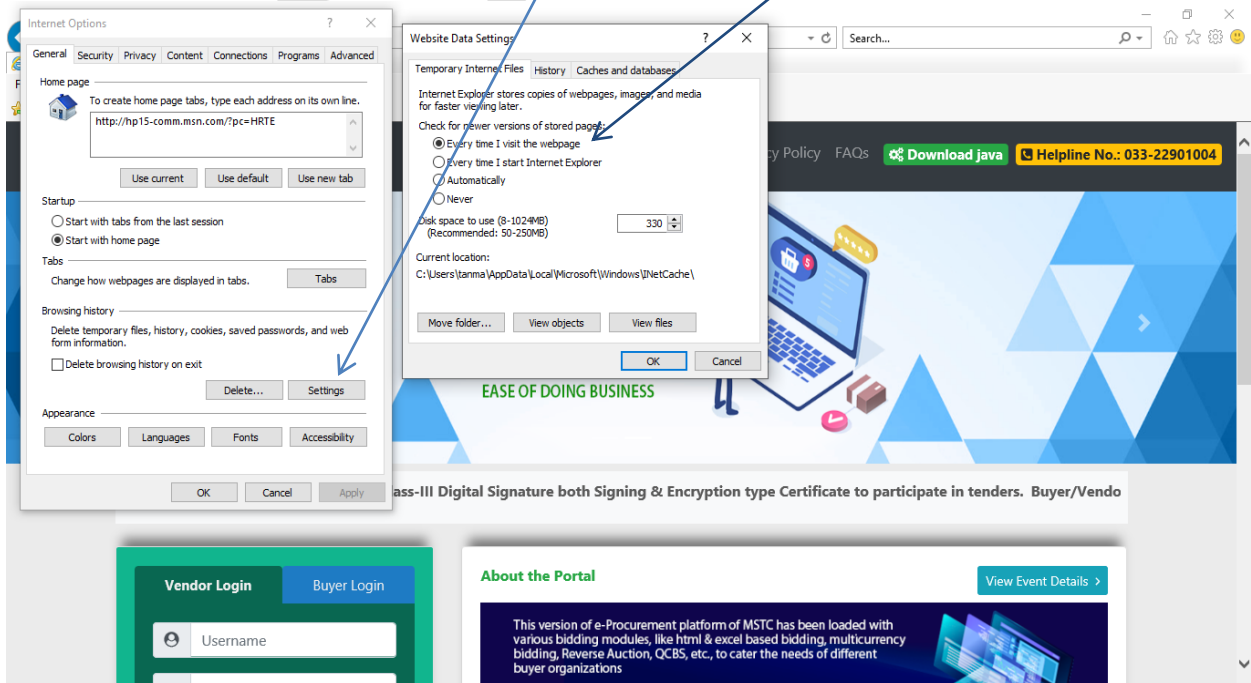 Internet Options
? X
General Security Privacy Content Connections Programs Advanced
Home page
To create home page tabs, type each address on its own line.
http://hp15-comm.msn.com/?pc=HRTE
Use current Use default Use new tab
Startup
Start with tabs from the last session
Start with home page
Tabs
Change how webpages are displayed in tabs.
Tabs
Browsing history
Delete temporary files, history, cookies, saved passwords, and web
form information.
Delete browsing history on exit
Delete... Settings
Appearance
Colors Languages Fonts Accessibility
OK Cancel Apply
Website Data Settings
? X
Temporary Internet Files History Caches and databases
Internet Explorer stores copies of webpages, images, and media
for faster viewing later.
Check for newer versions of stored pages:
Every time I visit the webpage
Every time I start Internet Explorer
Automatically
Never
Disk space to use (8-1024MB)
(Recommended: 50-250MB)
330
Current location:
C:\Users\tanma\AppData\Local\Microsoft\Windows\INetCache\
Move folder... View objects View files
OK Cancel
Search...
cy Policy FAQs Download java Helpline No.: 033-22901004
EASE OF DOING BUSINESS
ass-III Digital Signature both Signing & Encryption type Certificate to participate in tenders. Buyer/Vendo
Vendor Login Buyer Login
Username
About the Portal
View Event Details >
This version of e-Procurement platform of MSTC has been loaded with
various bidding modules, like html & excel based bidding, multicurrency
bidding, Reverse Auction, QCBS, etc., to cater the needs of different
buyer organizations